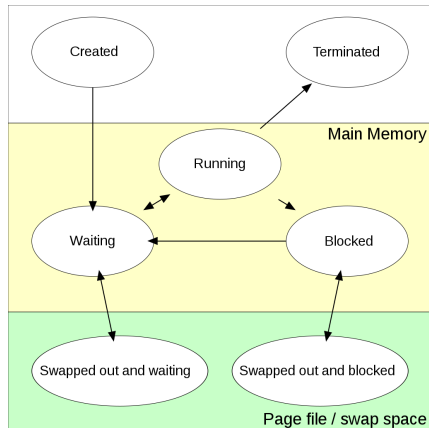 Created
Terminated
Main Memory
Running
Waiting
Blocked
Swapped out and waiting
Swapped out and blocked
Page file / swap space